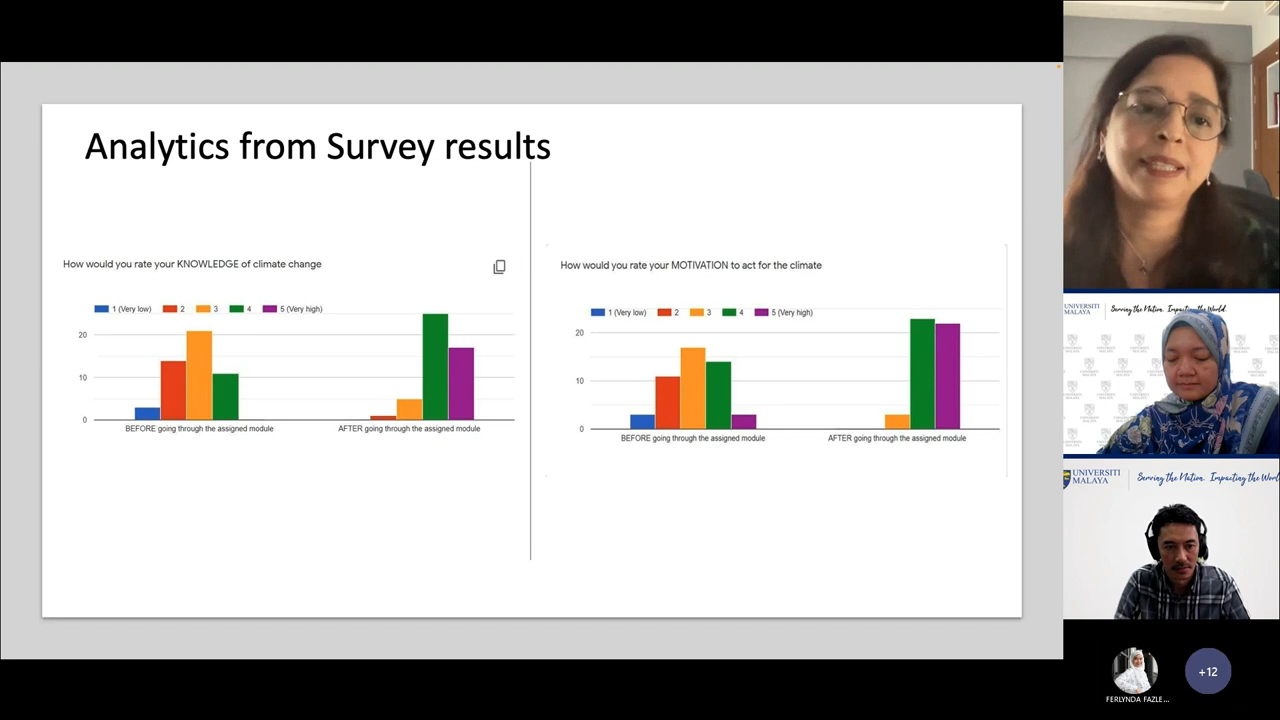 Analytics from Survey results
How would you rate your KNOWLEDGE of climate change
1 (Very low) 2 3 4 5 (Very high)
20
10
0
BEFORE going through the assigned module
AFTER going through the assigned module
How would you rate your MOTIVATION to act for the climate
1 (Very low) 2 3 4 5 (Very high)
20
10
0
BEFORE going through the assigned module
AFTER going through the assigned module
UNIVERSITI
MALAYA
Serving the Nation. Impacting the World.
UNIVERSITI
MALAYA
Serving the Nation. Impacting the Worl
FERLYNDA FAZLE...
+12